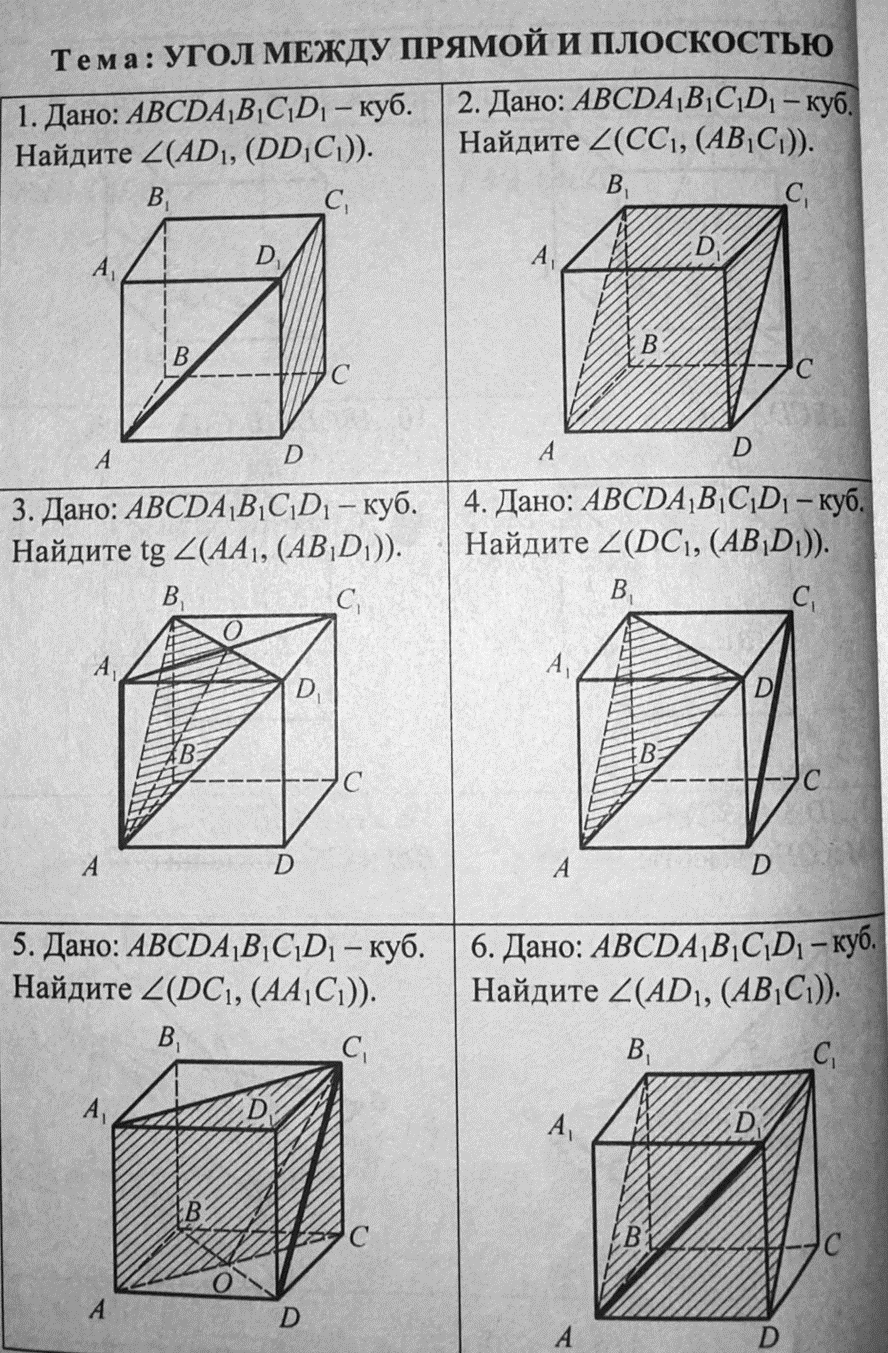 Тема: УГОЛ МЕЖДУ ПРЯМОЙ И ПЛОСКОСТЬЮ
1. Дано: ABCDA₁B₁C₁D₁ – куб.
Найдите ∠(AD₁, (DD₁C₁)).
B₁
C₁
A₁
D₁
B
C
A
D
2. Дано: ABCDA₁B₁C₁D₁ – куб.
Найдите ∠(CC₁, (AB₁C₁)).
B₁
C₁
A₁
D₁
B
C
A
D
3. Дано: ABCDA₁B₁C₁D₁ – куб.
Найдите tg ∠(AA₁, (AB₁D₁)).
B₁
C₁
O
A₁
D₁
B
C
A
D
4. Дано: ABCDA₁B₁C₁D₁ – куб.
Найдите ∠(DC₁, (AB₁D₁)).
B₁
C₁
A₁
D
B
C
A
D
5. Дано: ABCDA₁B₁C₁D₁ – куб.
Найдите ∠(DC₁, (AA₁C₁)).
B₁
C₁
A₁
D₁
B
C
O
A
D
6. Дано: ABCDA₁B₁C₁D₁ – куб.
Найдите ∠(AD₁, (AB₁C₁)).
B₁
C₁
A₁
D₁
B
C
A
D